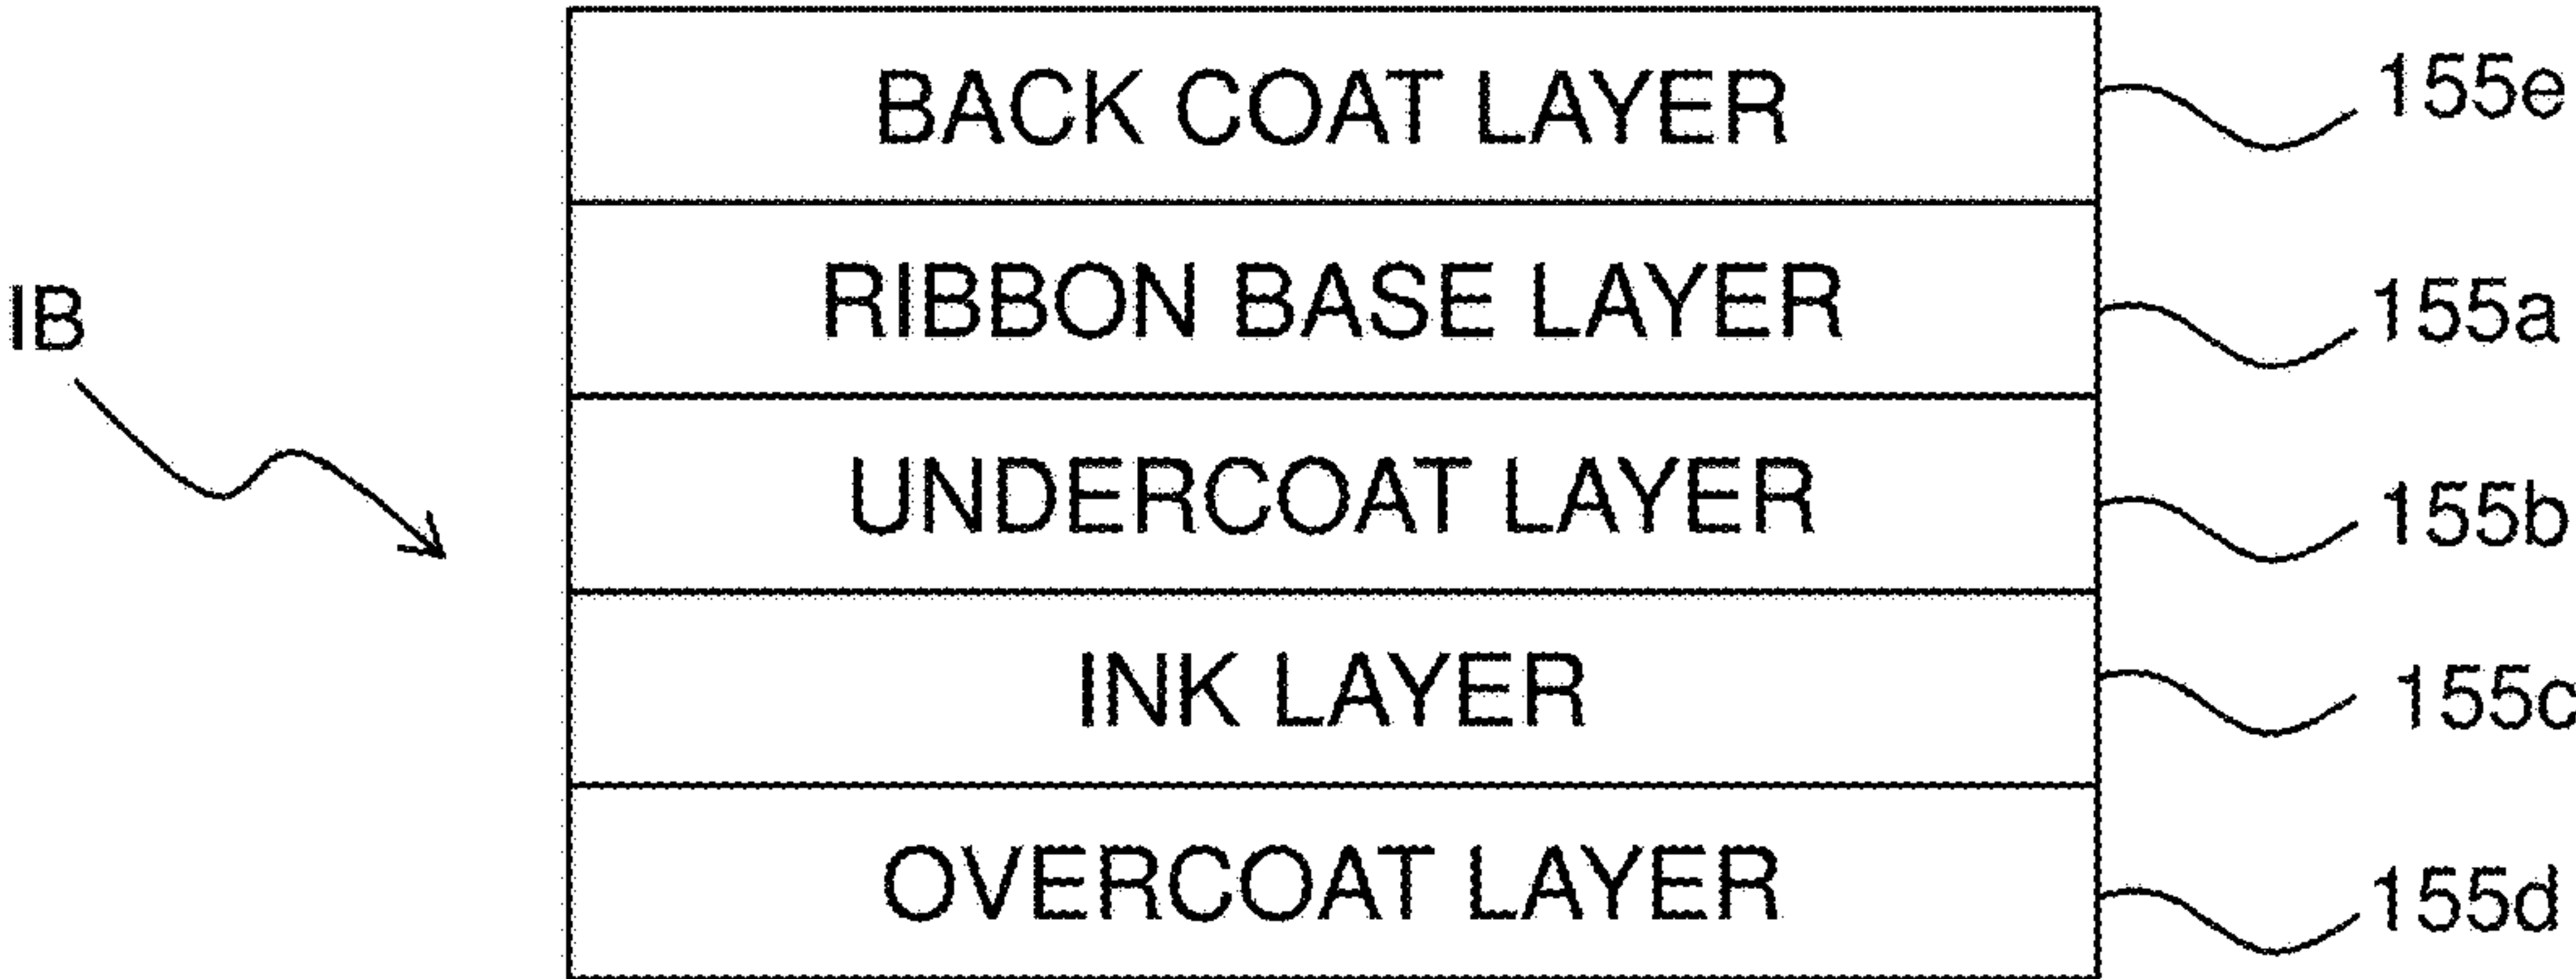 BACK COAT LAYER 155e
RIBBON BASE LAYER 155a
IB
UNDERCOAT LAYER 155b
INK LAYER 155c
OVERCOAT LAYER 155d